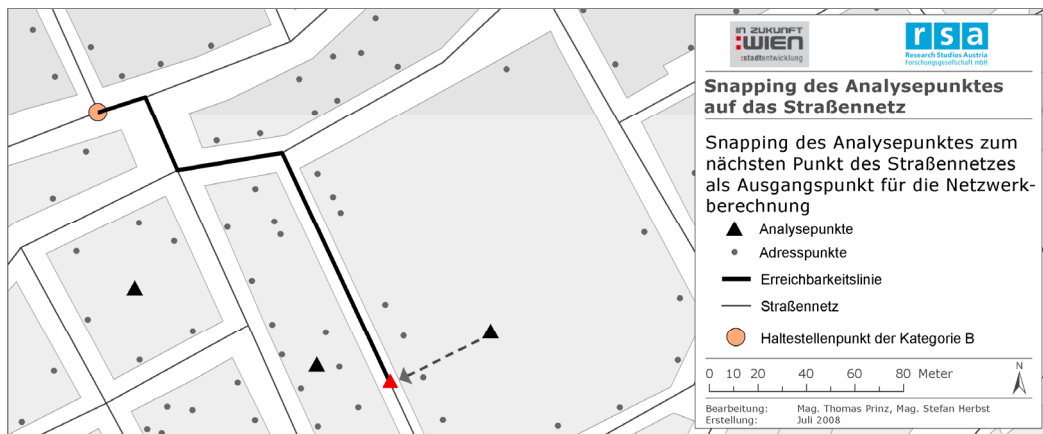 IN ZUKUNFT
:WIEN
:stadtentwicklung
rsa
Research Studios Austria
Forschungsgesellschaft mbH
Snapping des Analysepunktes
auf das Straßennetz
Snapping des Analysepunktes zum
nächsten Punkt des Straßennetzes
als Ausgangspunkt für die Netzwerk-
berechnung
Analysepunkte
Adresspunkte
Erreichbarkeitslinie
Straßennetz
Haltestellenpunkt der Kategorie B
0 10 20 40 60 80 Meter
N
Bearbeitung: Mag. Thomas Prinz, Mag. Stefan Herbst
Erstellung: Juli 2008